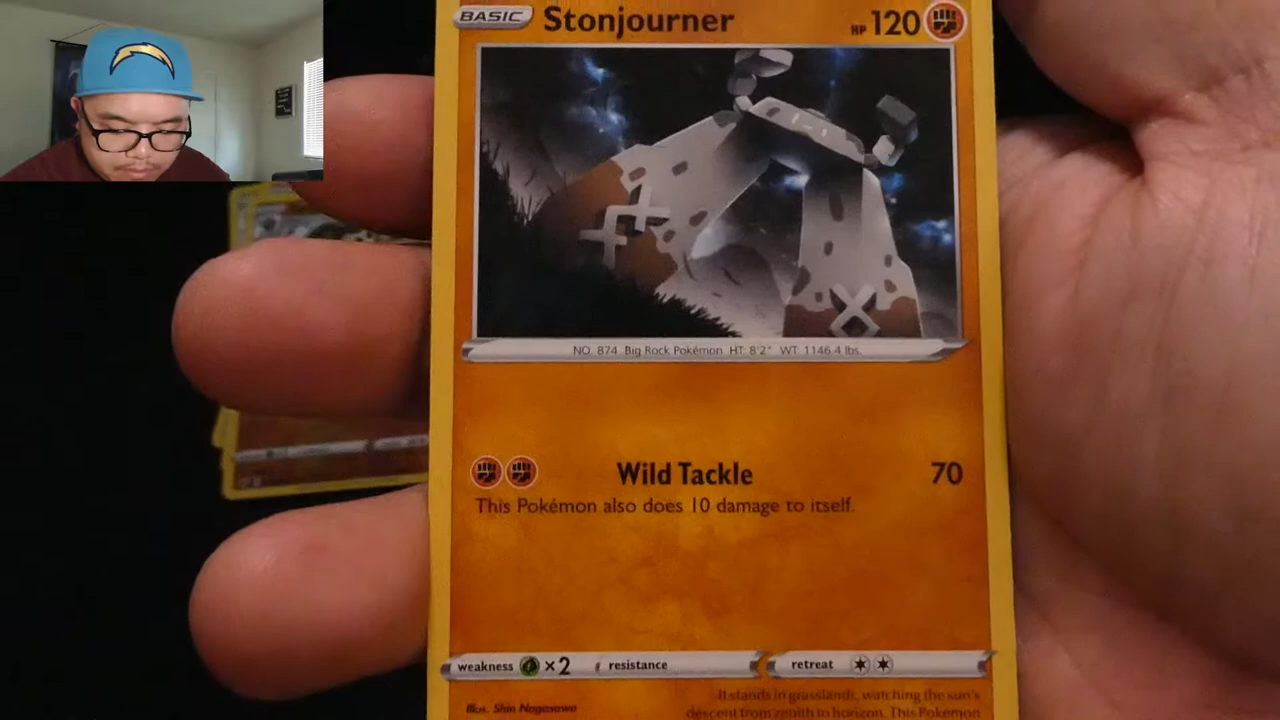 BASIC Stonjourner HP 120
NO. 874 Big Rock Pokémon HT: 8'2" WT: 1146.4 lbs.
Wild Tackle 70
This Pokémon also does 10 damage to itself.
weakness ×2 resistance retreat
Illus. Shin Nagasawa
It stands in grasslands, watching the sun's
descent from zenith to horizon. This Pokémon